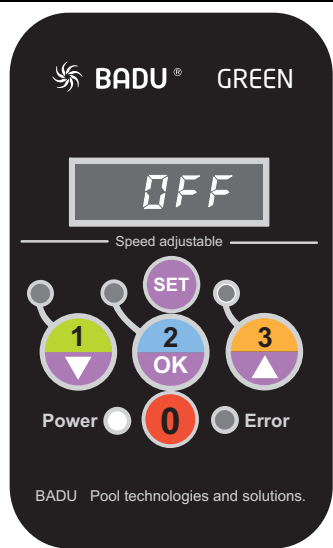 BADU ® GREEN
OFF
Speed adjustable
SET
1 2 3
OK
Power 0 Error
BADU Pool technologies and solutions.